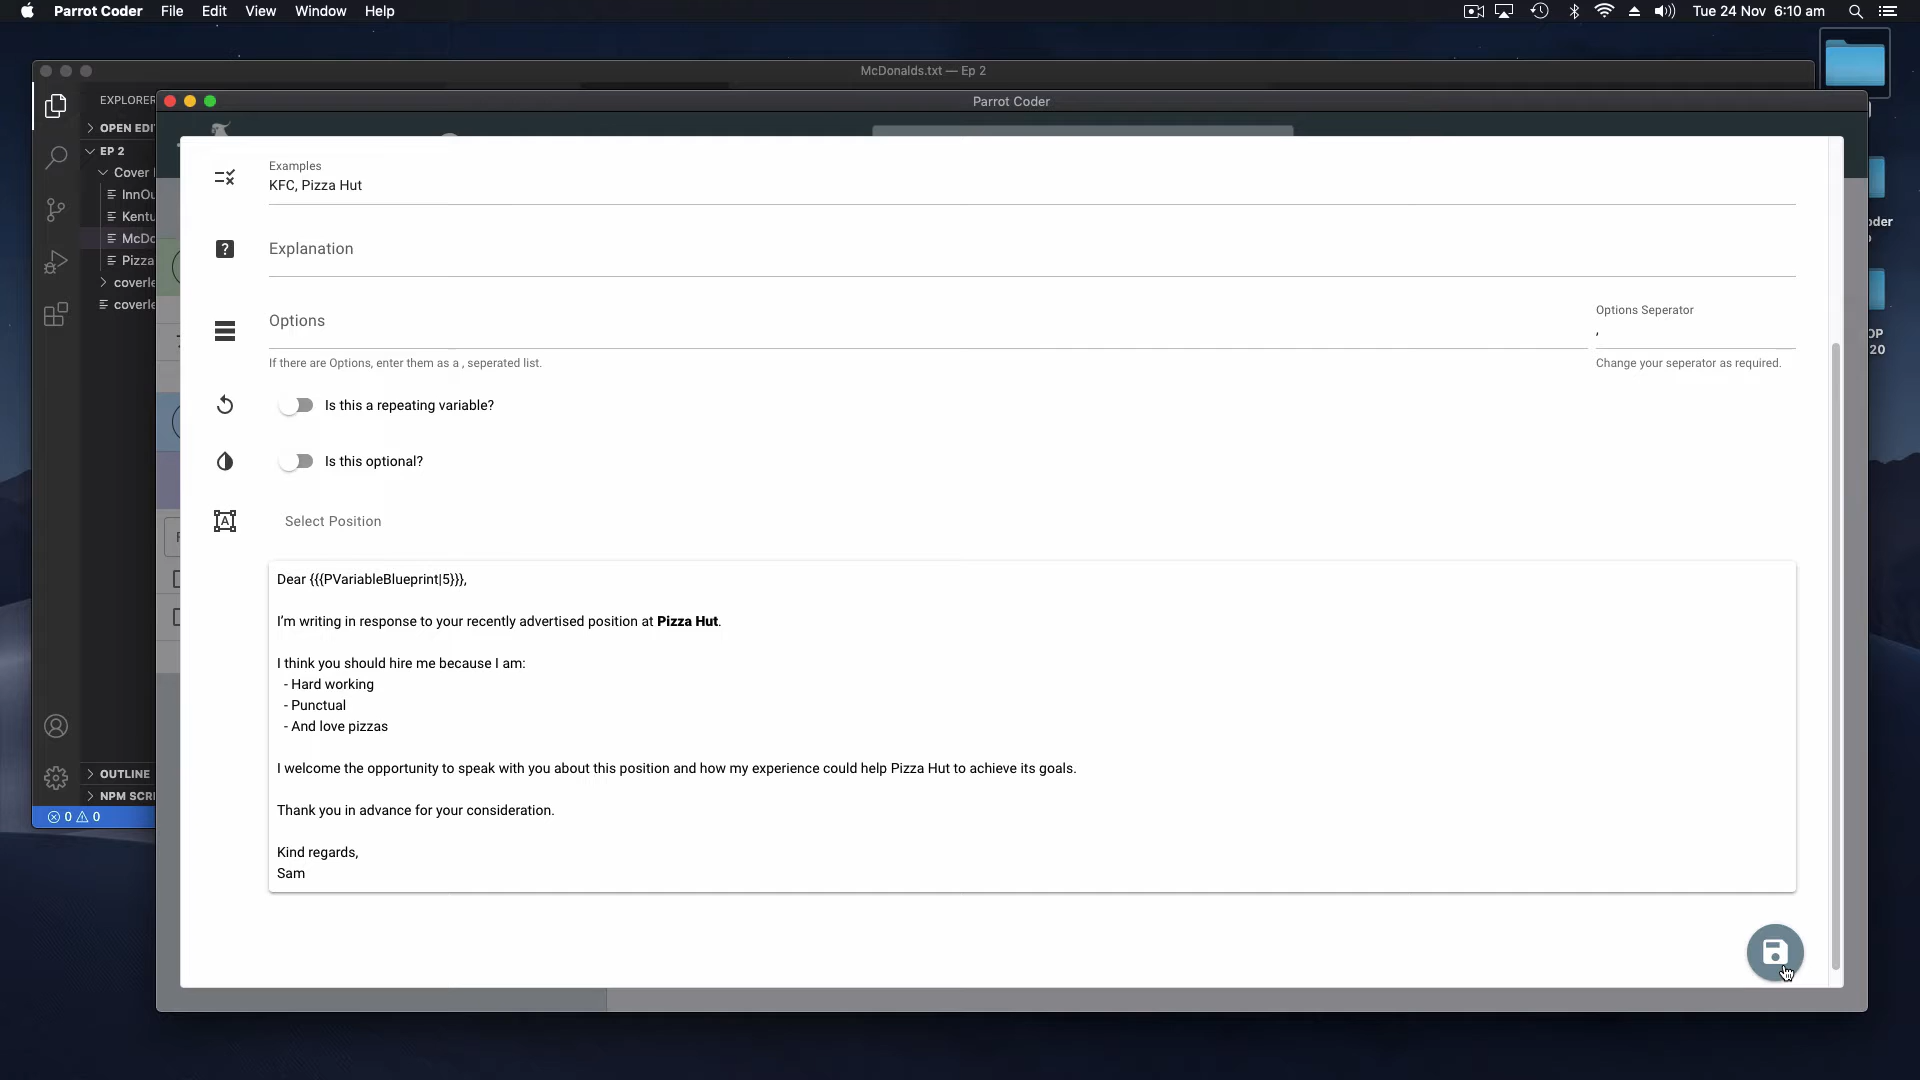 Parrot Coder File Edit View Window Help Tue 24 Nov 6:10 am
McDonalds.txt — Ep 2
EXPLORER
Parrot Coder
OPEN EDI
EP 2
Cover
InnOu
Kentu
McDo
Pizza
coverle
coverle
OUTLINE
NPM SCRI
0 0
Examples
KFC, Pizza Hut
?
Explanation
Options
Options Seperator
,
If there are Options, enter them as a , seperated list.
Change your seperator as required.
Is this a repeating variable?
Is this optional?
A
Select Position
Dear {{{PVariableBlueprint|5}}},
I'm writing in response to your recently advertised position at Pizza Hut.
I think you should hire me because I am:
- Hard working
- Punctual
- And love pizzas
I welcome the opportunity to speak with you about this position and how my experience could help Pizza Hut to achieve its goals.
Thank you in advance for your consideration.
Kind regards,
Sam
oder
OP
20